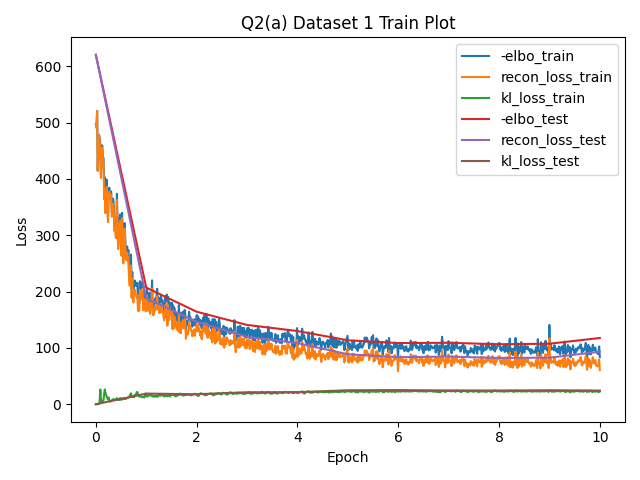 Q2(a) Dataset 1 Train Plot
-elbo_train
recon_loss_train
kl_loss_train
-elbo_test
recon_loss_test
kl_loss_test
Loss
600
500
400
300
200
100
0
0 2 4 6 8 10
Epoch